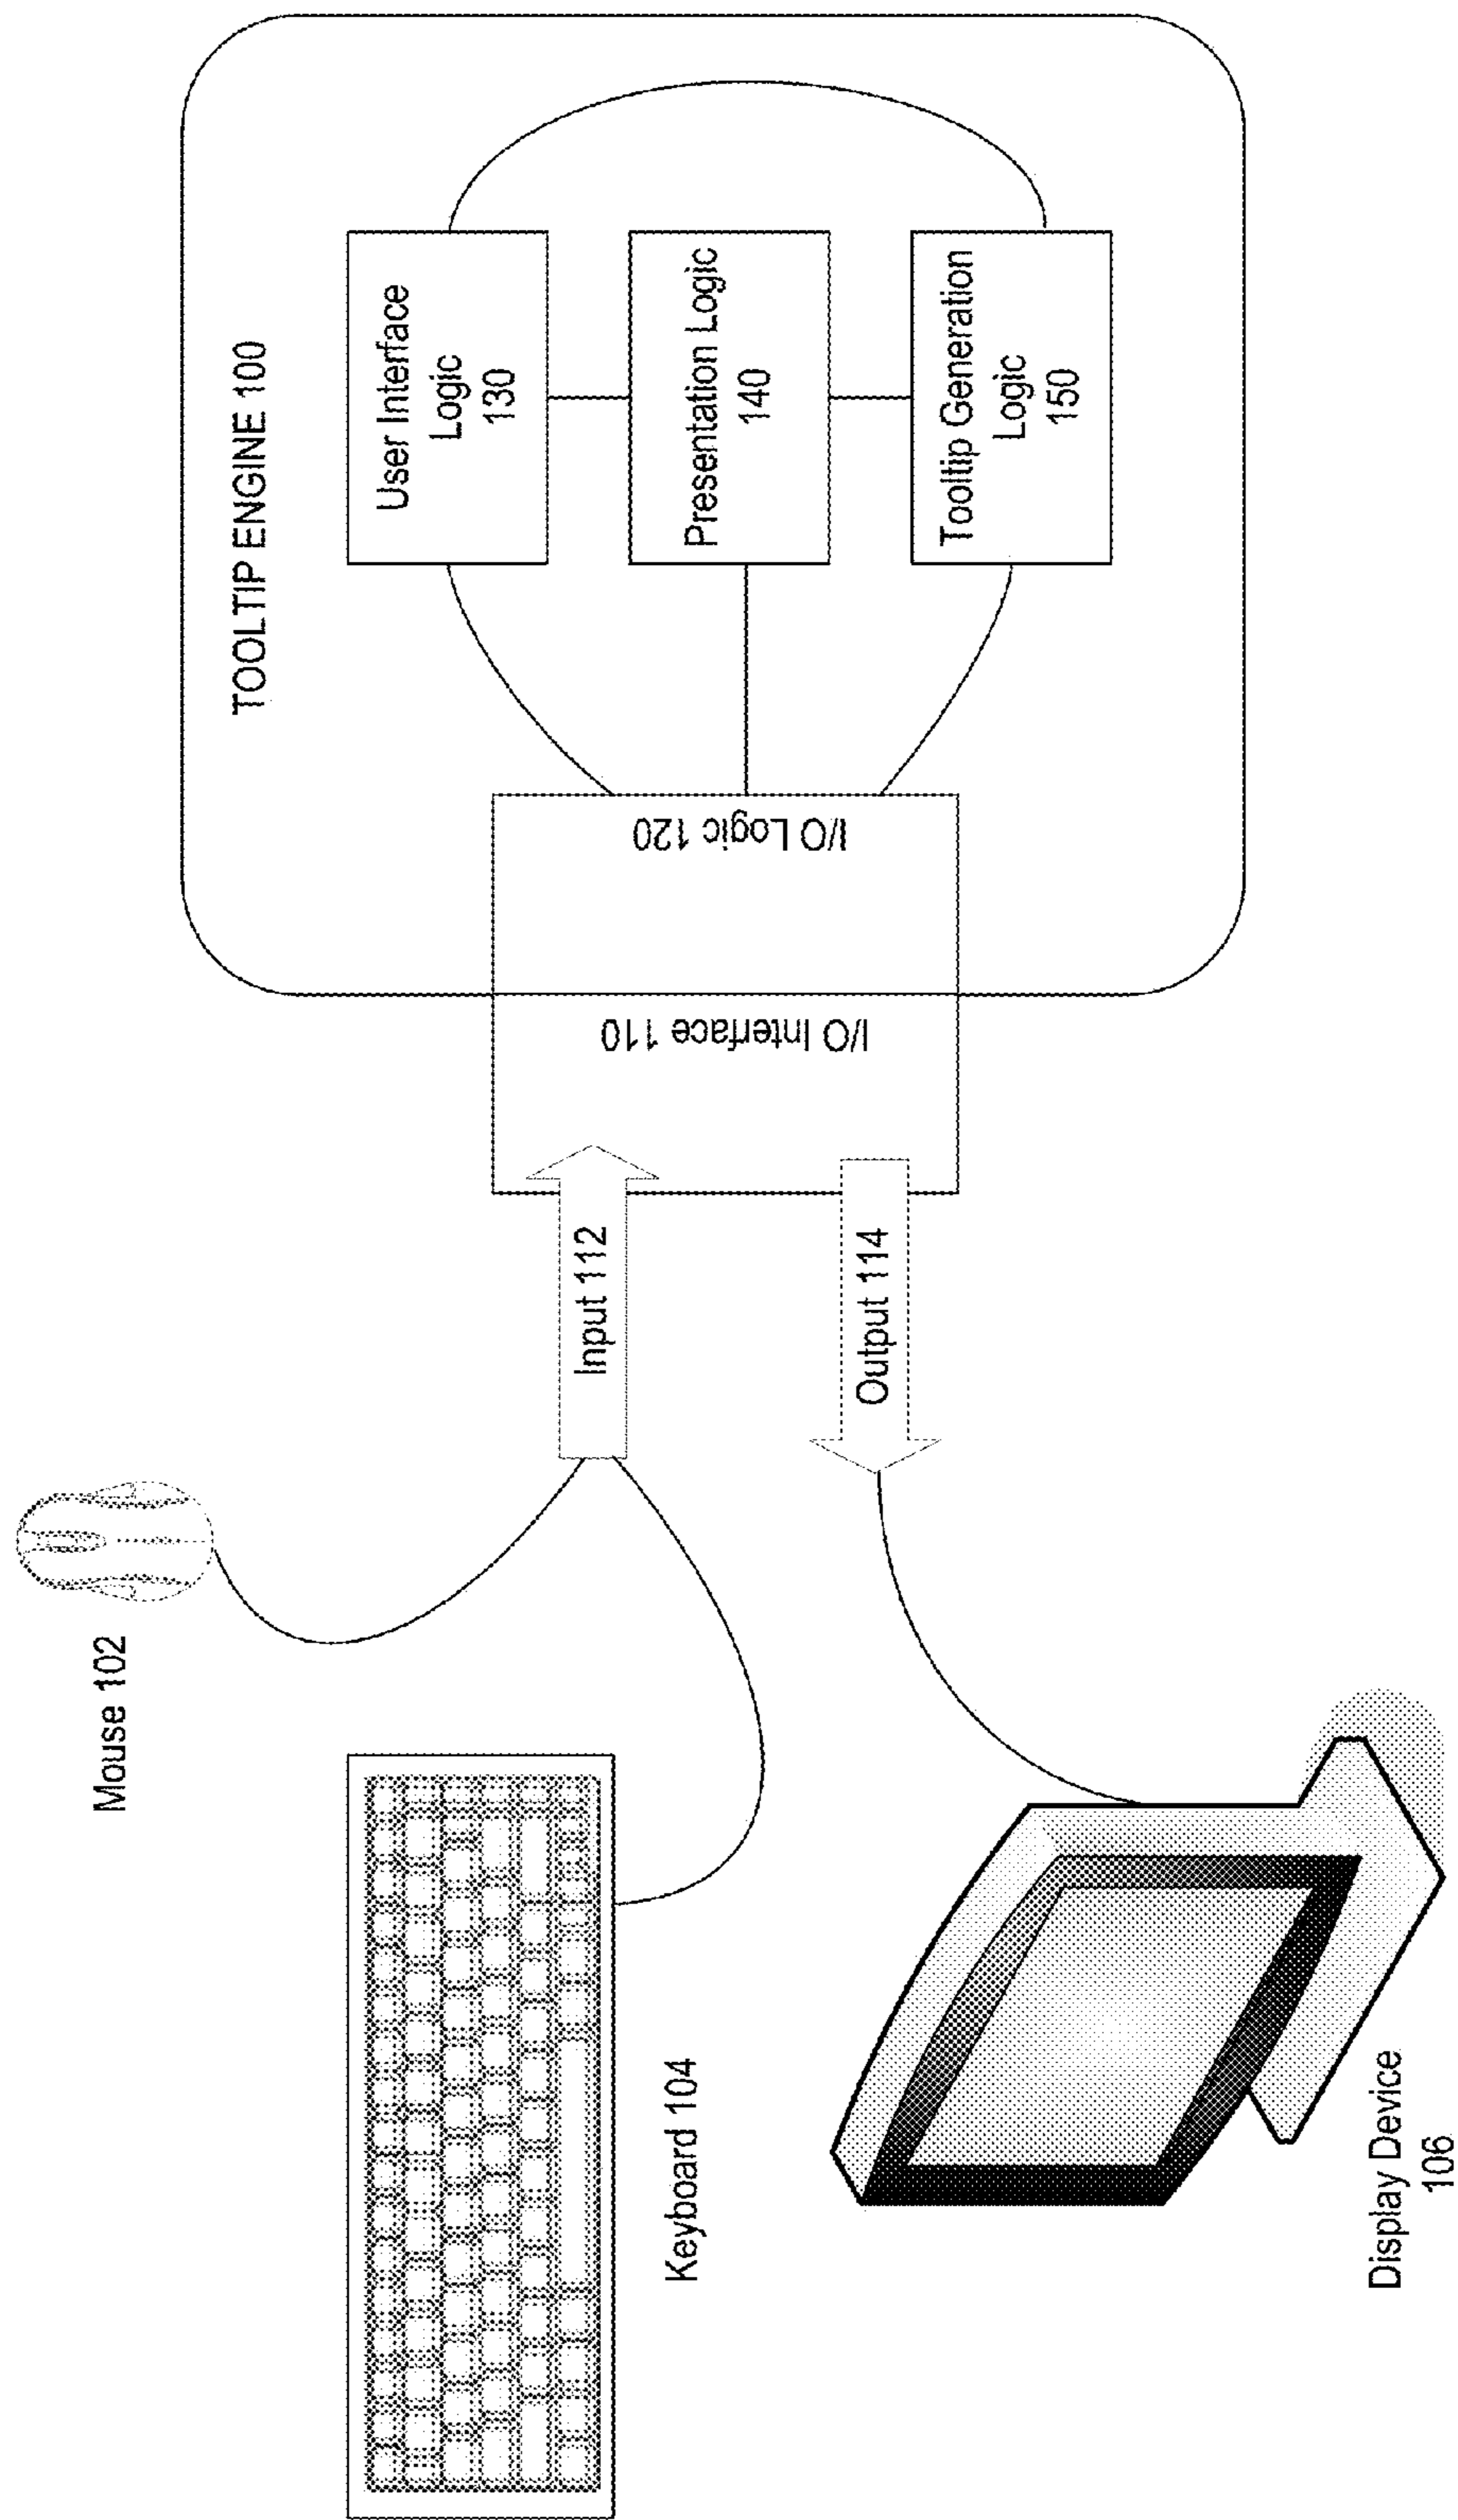 Mouse 102
Keyboard 104
Display Device
106
Input 112
Output 114
I/O Interface 110
I/O Logic 120
TOOLTIP ENGINE 100
User Interface
Logic
130
Presentation Logic
140
Tooltip Generation
Logic
150